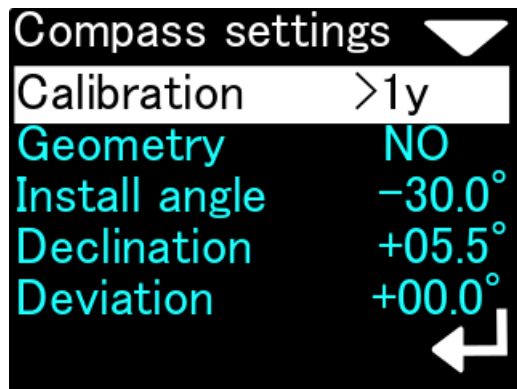 Compass settings
Calibration >1y
Geometry NO
Install angle -30.0°
Declination +05.5°
Deviation +00.0°